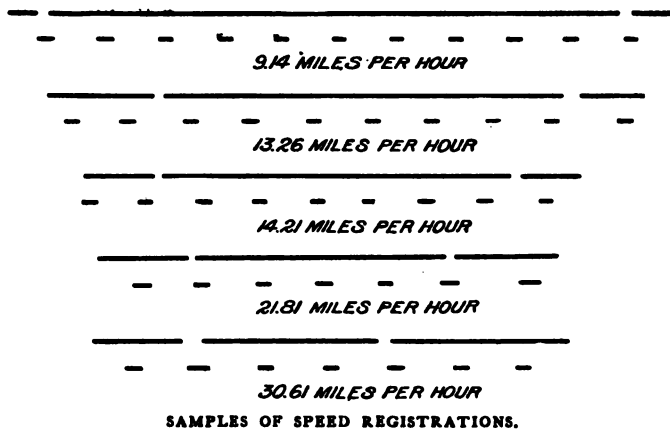 9.14 MILES PER HOUR
13.26 MILES PER HOUR
14.21 MILES PER HOUR
21.81 MILES PER HOUR
30.61 MILES PER HOUR
SAMPLES OF SPEED REGISTRATIONS.